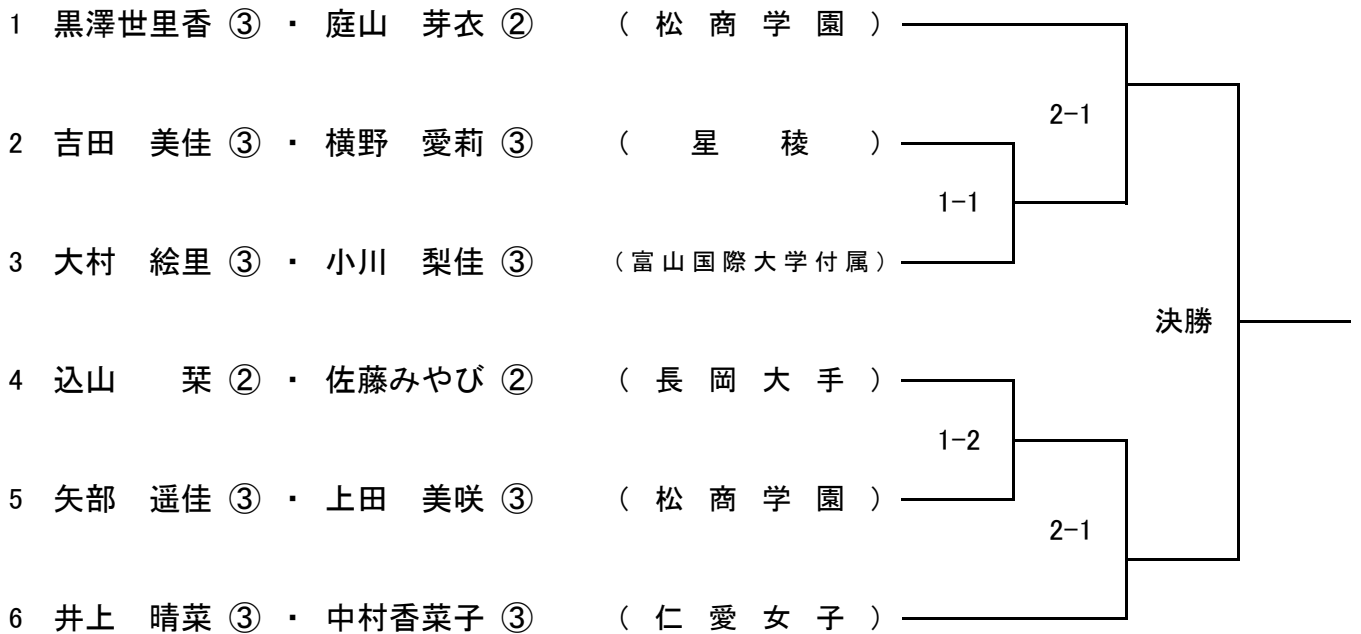 1 黒澤世里香 ③ ・ 庭山 芽衣 ② （ 松 商 学 園 ）
2-1
2 吉田 美佳 ③ ・ 横野 愛莉 ③ （ 星 稜 ）
1-1
3 大村 絵里 ③ ・ 小川 梨佳 ③ （ 富 山 国 際 大 学 付 属 ）
決勝
4 込山 栞 ② ・ 佐藤みやび ② （ 長 岡 大 手 ）
1-2
5 矢部 遥佳 ③ ・ 上田 美咲 ③ （ 松 商 学 園 ）
2-1
6 井上 晴菜 ③ ・ 中村香菜子 ③ （ 仁 愛 女 子 ）